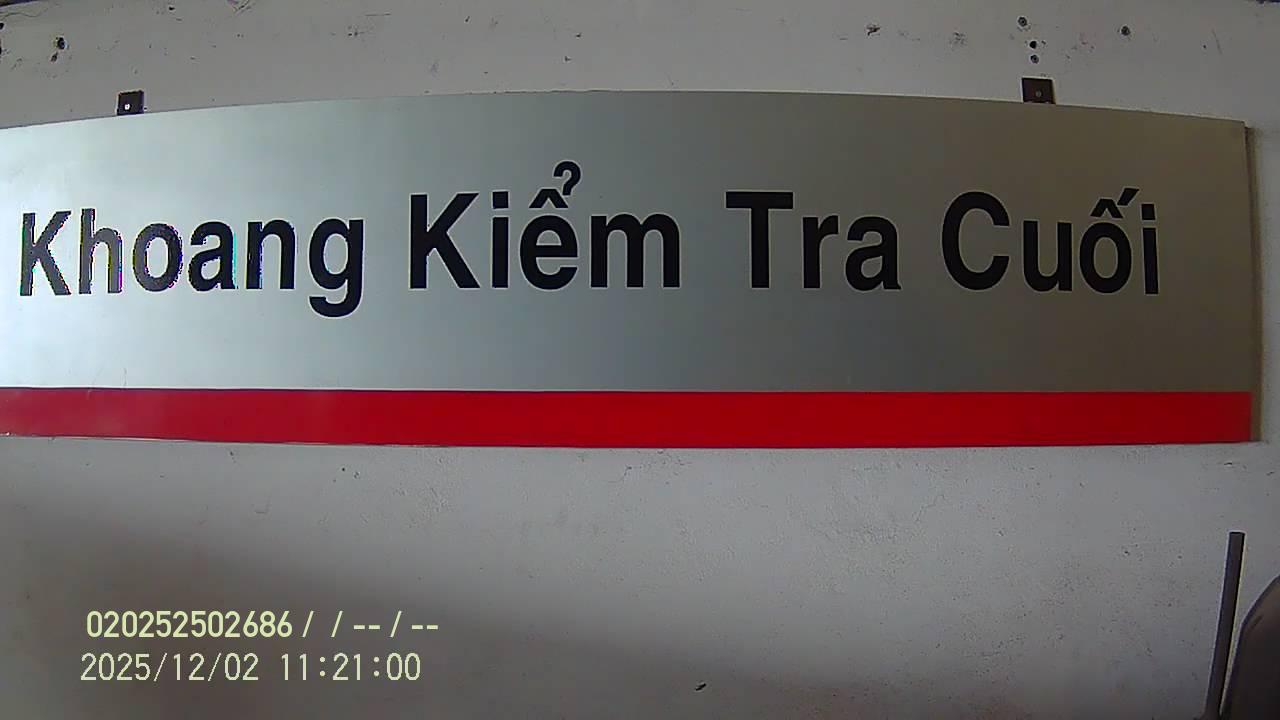 Khoang Kiểm Tra Cuối
020252502686 / / -- / --
2025/12/02 11:21:00